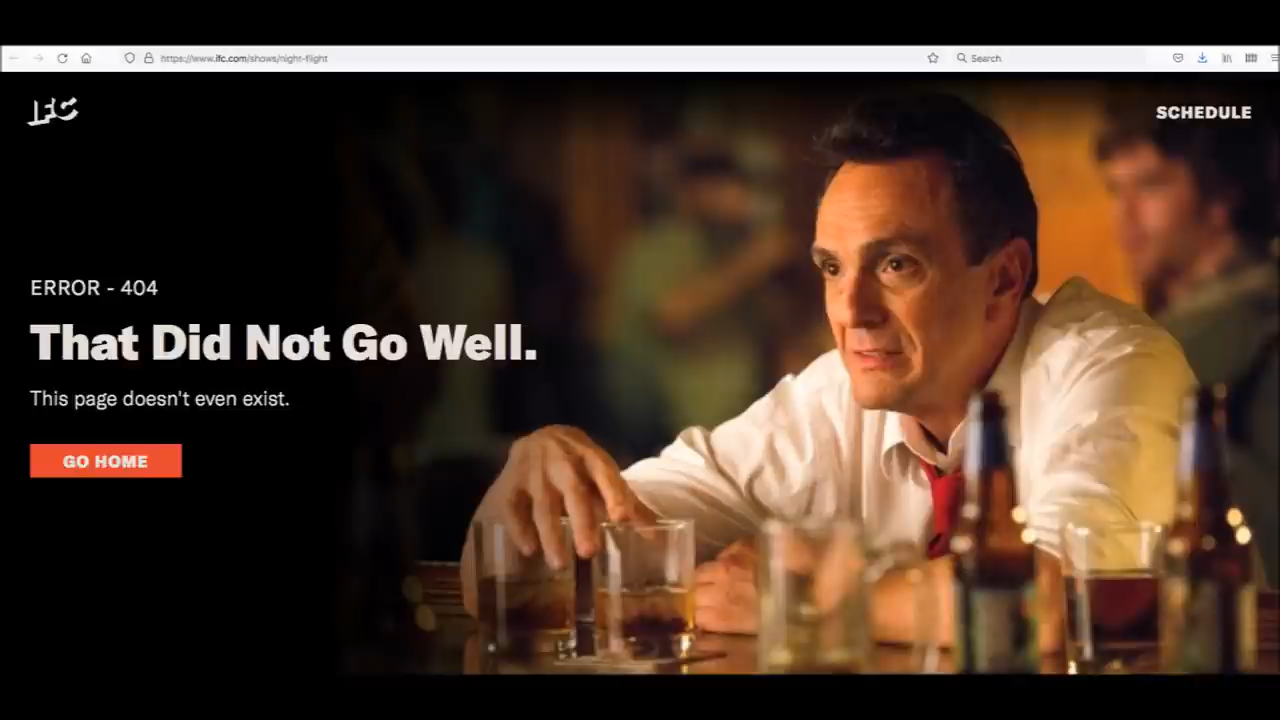 https://www.ifc.com/shows/night-flight
Search
IFC
SCHEDULE
ERROR - 404
That Did Not Go Well.
This page doesn't even exist.
GO HOME